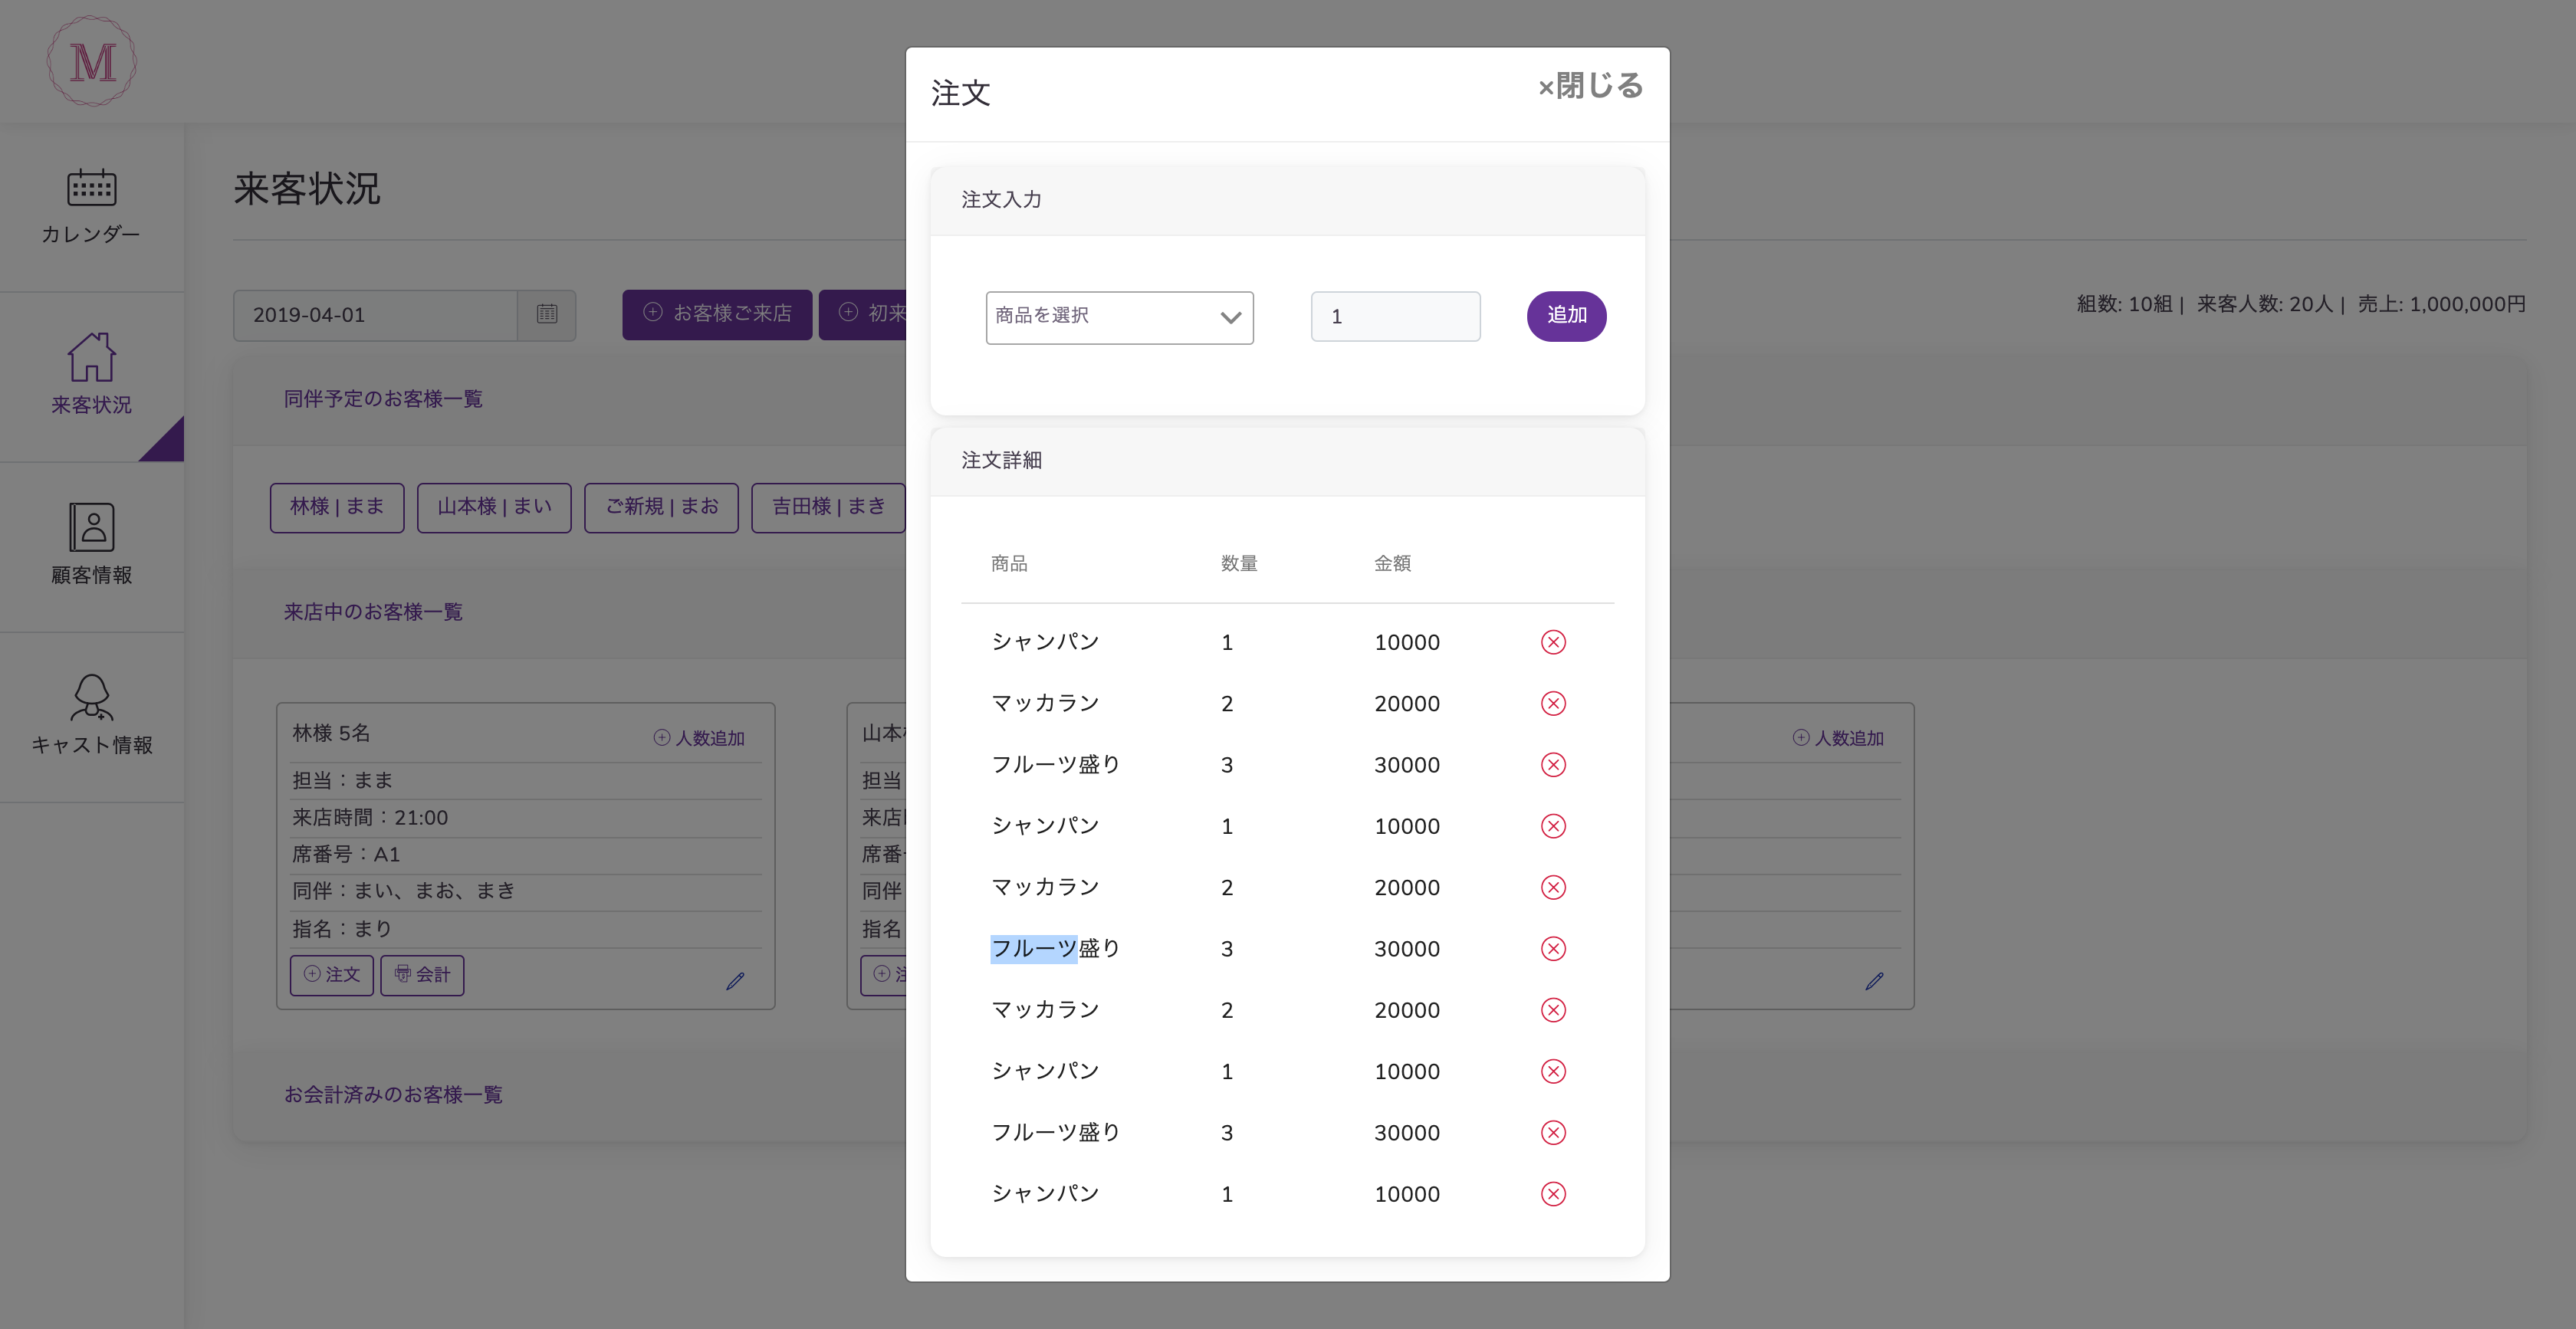 M
カレンダー
来客状況
顧客情報
キャスト情報
来客状況
2019-04-01
お客様ご来店
初来
組数: 10組 | 来客人数: 20人 | 売上: 1,000,000円
同伴予定のお客様一覧
林様 | まま
山本様 | まい
ご新規 | まお
吉田様 | まき
来店中のお客様一覧
林様 5名
人数追加
担当：まま
来店時間：21:00
席番号：A1
同伴：まい、まお、まき
指名：まり
注文
会計
山本
担当
来店
席番
同伴
指名
人数追加
お会計済みのお客様一覧
注文
×閉じる
注文入力
商品を選択
1
追加
注文詳細
商品 数量 金額
シャンパン 1 10000
マッカラン 2 20000
フルーツ盛り 3 30000
シャンパン 1 10000
マッカラン 2 20000
フルーツ盛り 3 30000
マッカラン 2 20000
シャンパン 1 10000
フルーツ盛り 3 30000
シャンパン 1 10000